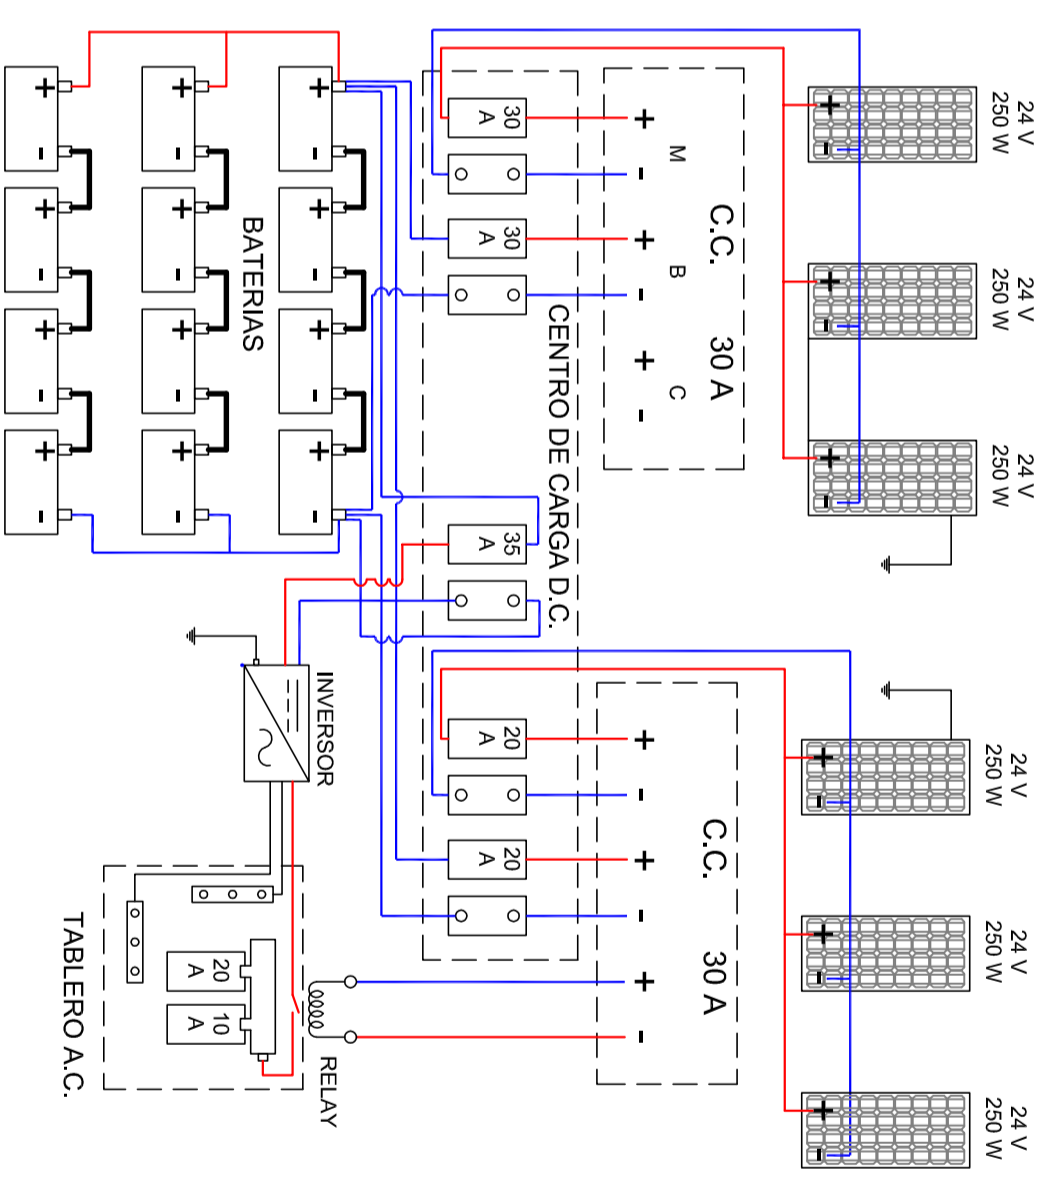 24 V
250 W
24 V
250 W
24 V
250 W
24 V
250 W
24 V
250 W
24 V
250 W
+ -
+ -
+ -
+ -
+ -
+ -
C.C. 30 A
M B C
+ - + - + -
C.C. 30 A
+ - + - + -
CENTRO DE CARGA D.C.
30
A
30
A
35
A
20
A
20
A
INVERSOR
RELAY
+ - + - + - + -
BATERIAS
+ - + - + - + -
+ - + - + - + -
20
A
10
A
TABLERO A.C.